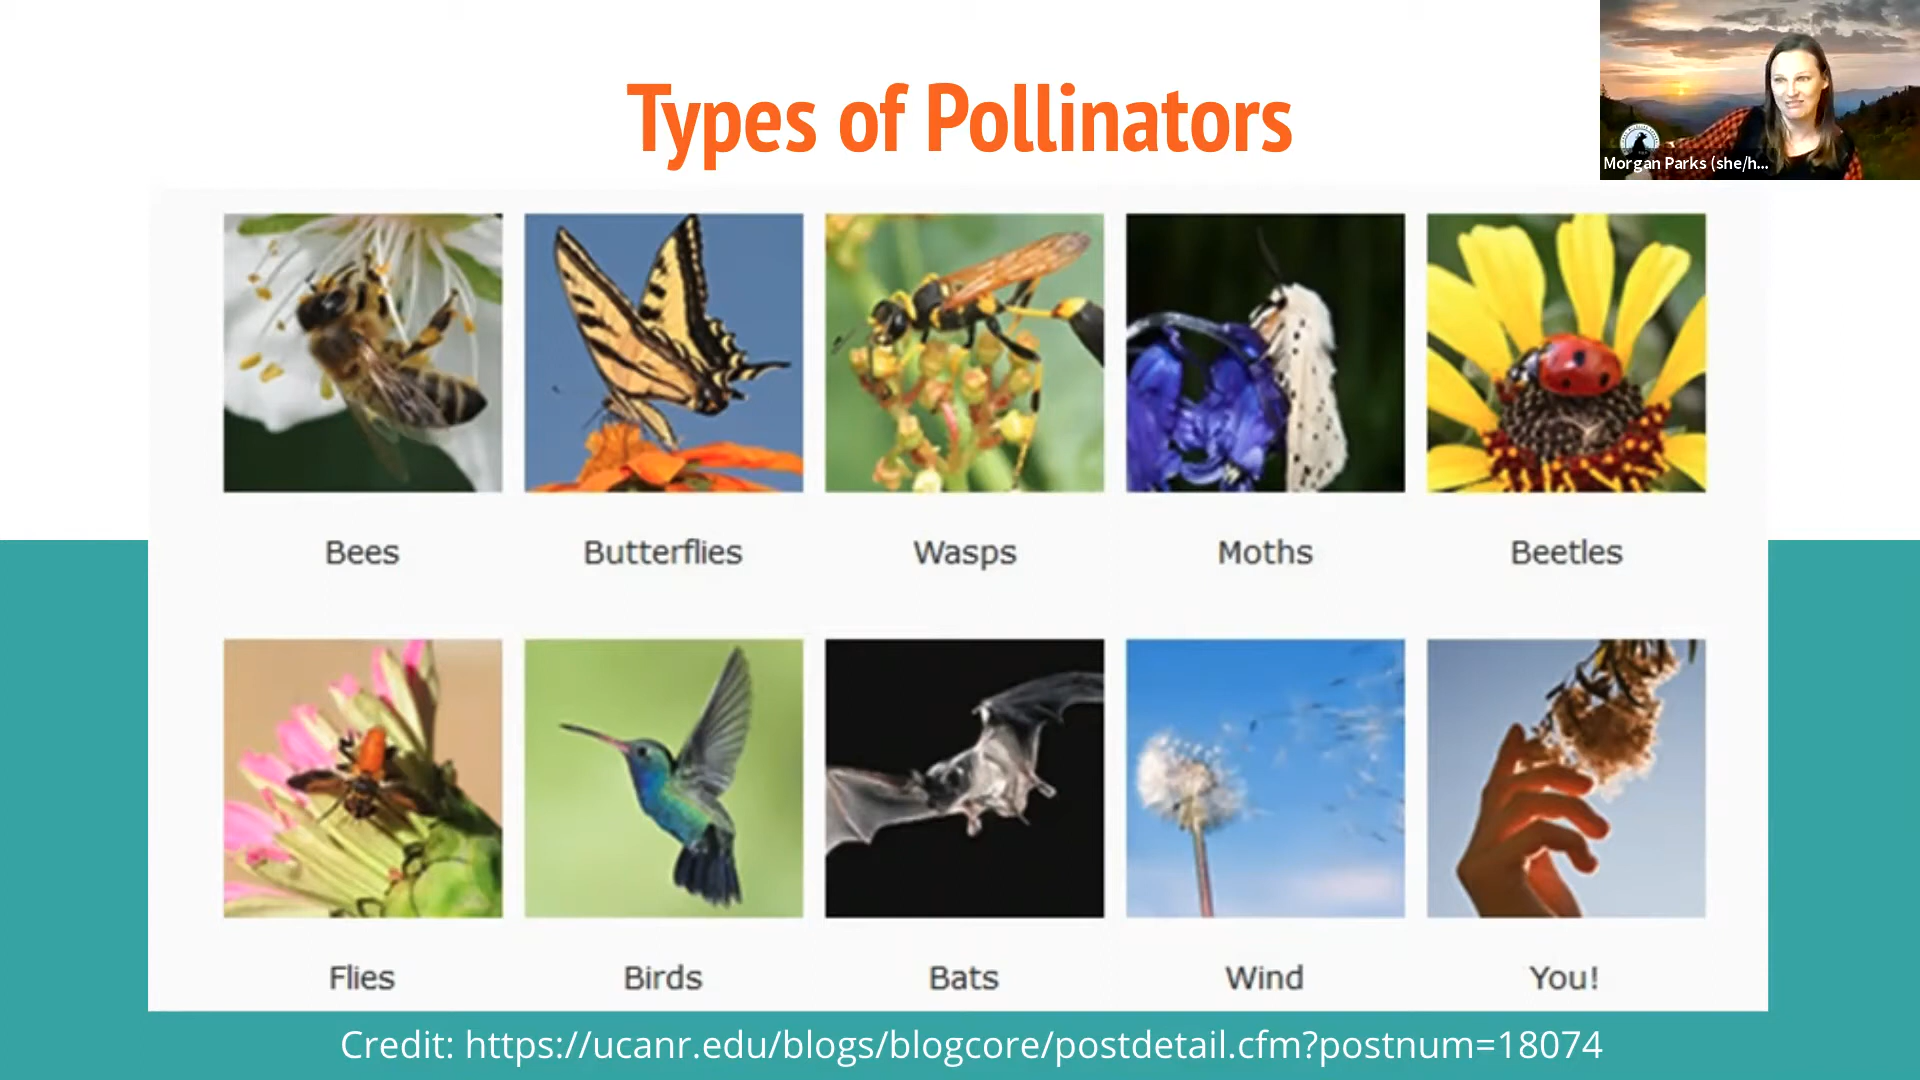 Types of Pollinators
Morgan Parks (she/h...
Bees
Butterflies
Wasps
Moths
Beetles
Flies
Birds
Bats
Wind
You!
Credit: https://ucanr.edu/blogs/blogcore/postdetail.cfm?postnum=18074